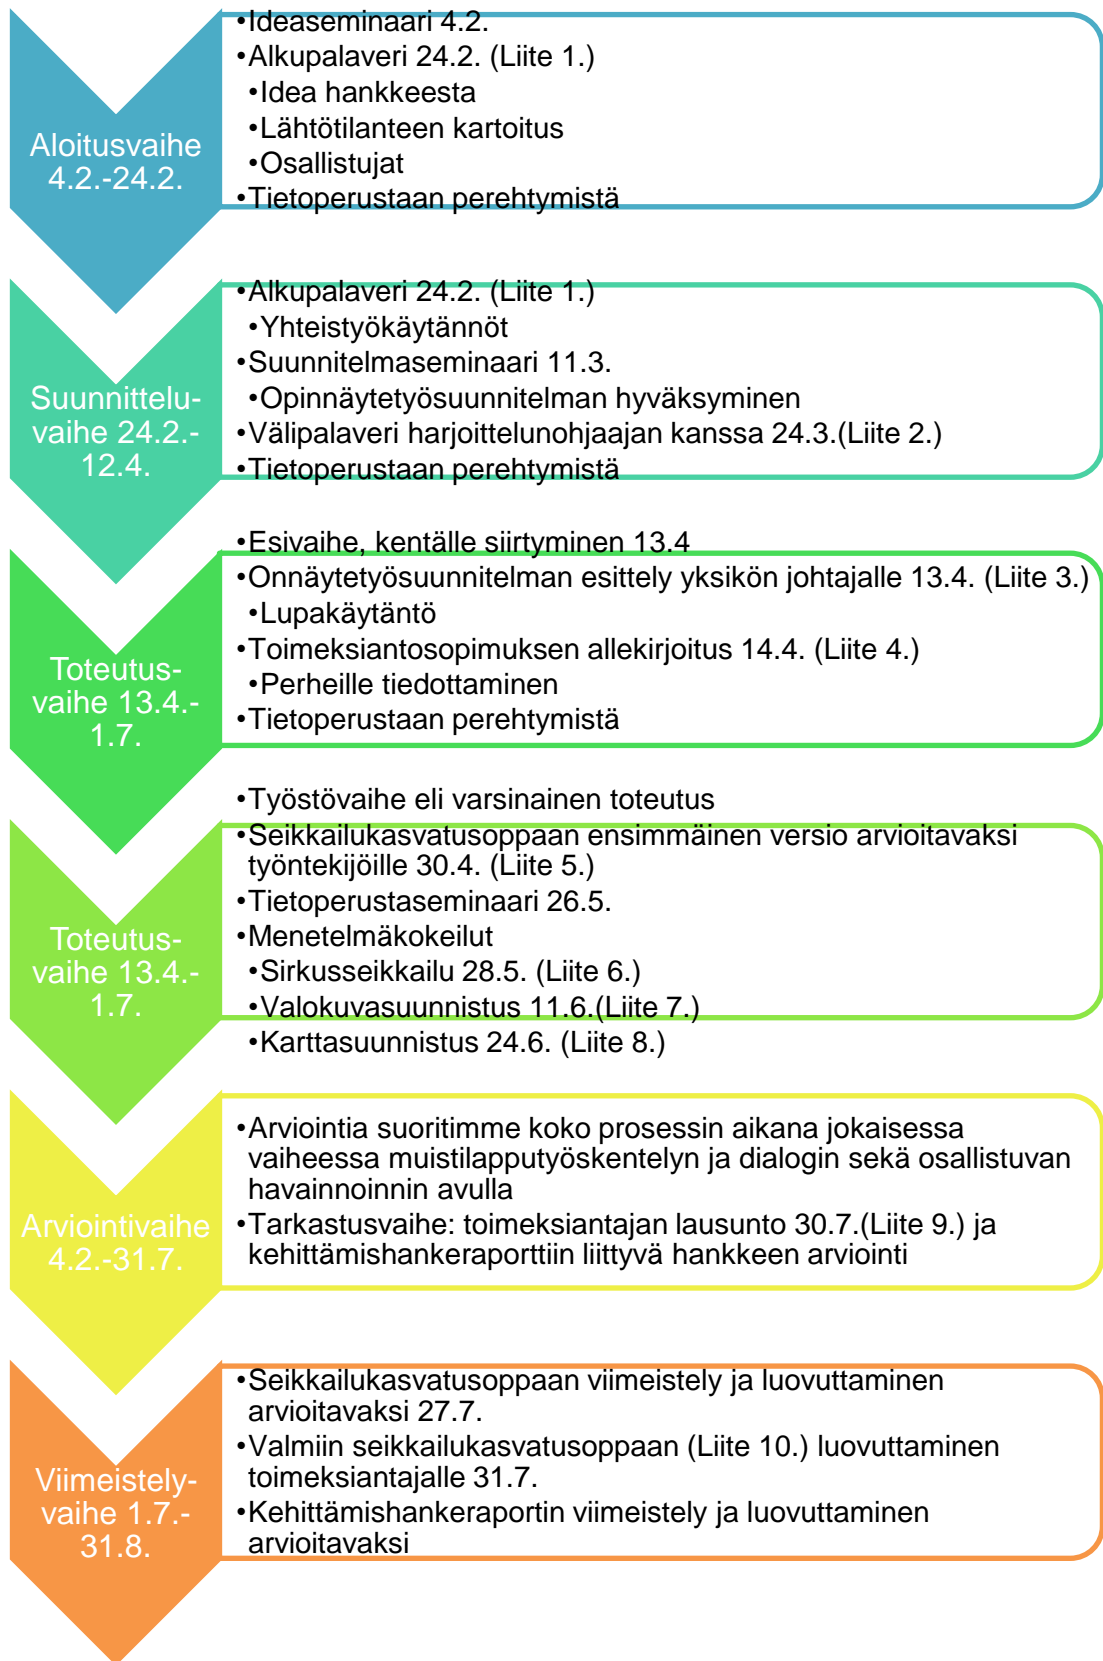 Aloitusvaihe
4.2.-24.2.
•Ideaseminaari 4.2.
•Alkupalaveri 24.2. (Liite 1.)
•Idea hankkeesta
•Lähtötilanteen kartoitus
•Osallistujat
•Tietoperustaan perehtymistä
Suunnittelu-
vaihe 24.2.-
12.4.
•Alkupalaveri 24.2. (Liite 1.)
•Yhteistyökäytännöt
•Suunnitelmaseminaari 11.3.
•Opinnäytetyösuunnitelman hyväksyminen
•Välipalaveri harjoittelunohjaajan kanssa 24.3.(Liite 2.)
•Tietoperustaan perehtymistä
Toteutus-
vaihe 13.4.-
1.7.
•Esivaihe, kentälle siirtyminen 13.4
•Onnäytetyösuunnitelman esittely yksikön johtajalle 13.4. (Liite 3.)
•Lupakäytäntö
•Toimeksiantosopimuksen allekirjoitus 14.4. (Liite 4.)
•Perheille tiedottaminen
•Tietoperustaan perehtymistä
Toteutus-
vaihe 13.4.-
1.7.
•Työstövaihe eli varsinainen toteutus
•Seikkailukasvatusoppaan ensimmäinen versio arvioitavaksi
työntekijöille 30.4. (Liite 5.)
•Tietoperustaseminaari 26.5.
•Menetelmäkokeilut
•Sirkusseikkailu 28.5. (Liite 6.)
•Valokuvasuunnistus 11.6.(Liite 7.)
•Karttasuunnistus 24.6. (Liite 8.)
Arviointivaihe
4.2.-31.7.
•Arviointia suoritimme koko prosessin aikana jokaisessa
vaiheessa muistilapputyöskentelyn ja dialogin sekä osallistuvan
havainnoinnin avulla
•Tarkastusvaihe: toimeksiantajan lausunto 30.7.(Liite 9.) ja
kehittämishankeraporttiin liittyvä hankkeen arviointi
Viimeistely-
vaihe 1.7.-
31.8.
•Seikkailukasvatusoppaan viimeistely ja luovuttaminen
arvioitavaksi 27.7.
•Valmiin seikkailukasvatusoppaan (Liite 10.) luovuttaminen
toimeksiantajalle 31.7.
•Kehittämishankeraportin viimeistely ja luovuttaminen
arvioitavaksi